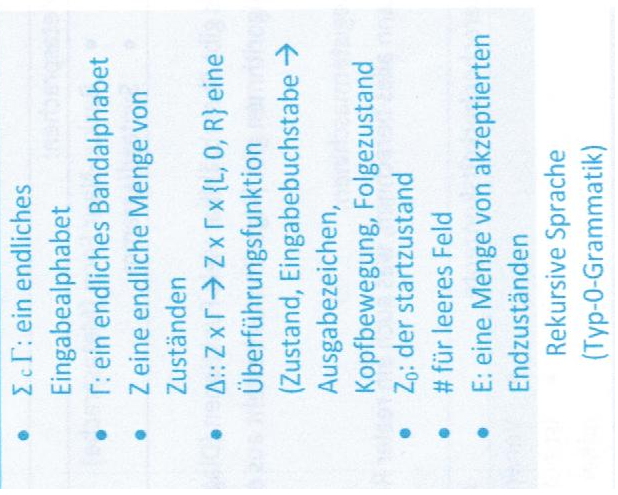 • Σ c Γ: ein endliches
Eingabealphabet
• Γ: ein endliches Bandalphabet
• Z eine endliche Menge von
Zuständen
• Δ:: Z x Γ → Z x Γ x {L, O, R} eine
Überführungsfunktion
(Zustand, Eingabebuchstabe →
Ausgabezeichen,
Kopfbewegung, Folgezustand
• Z₀: der startzustand
• # für leeres Feld
• E: eine Menge von akzeptierten
Endzuständen
Rekursive Sprache
(Typ-0-Grammatik)